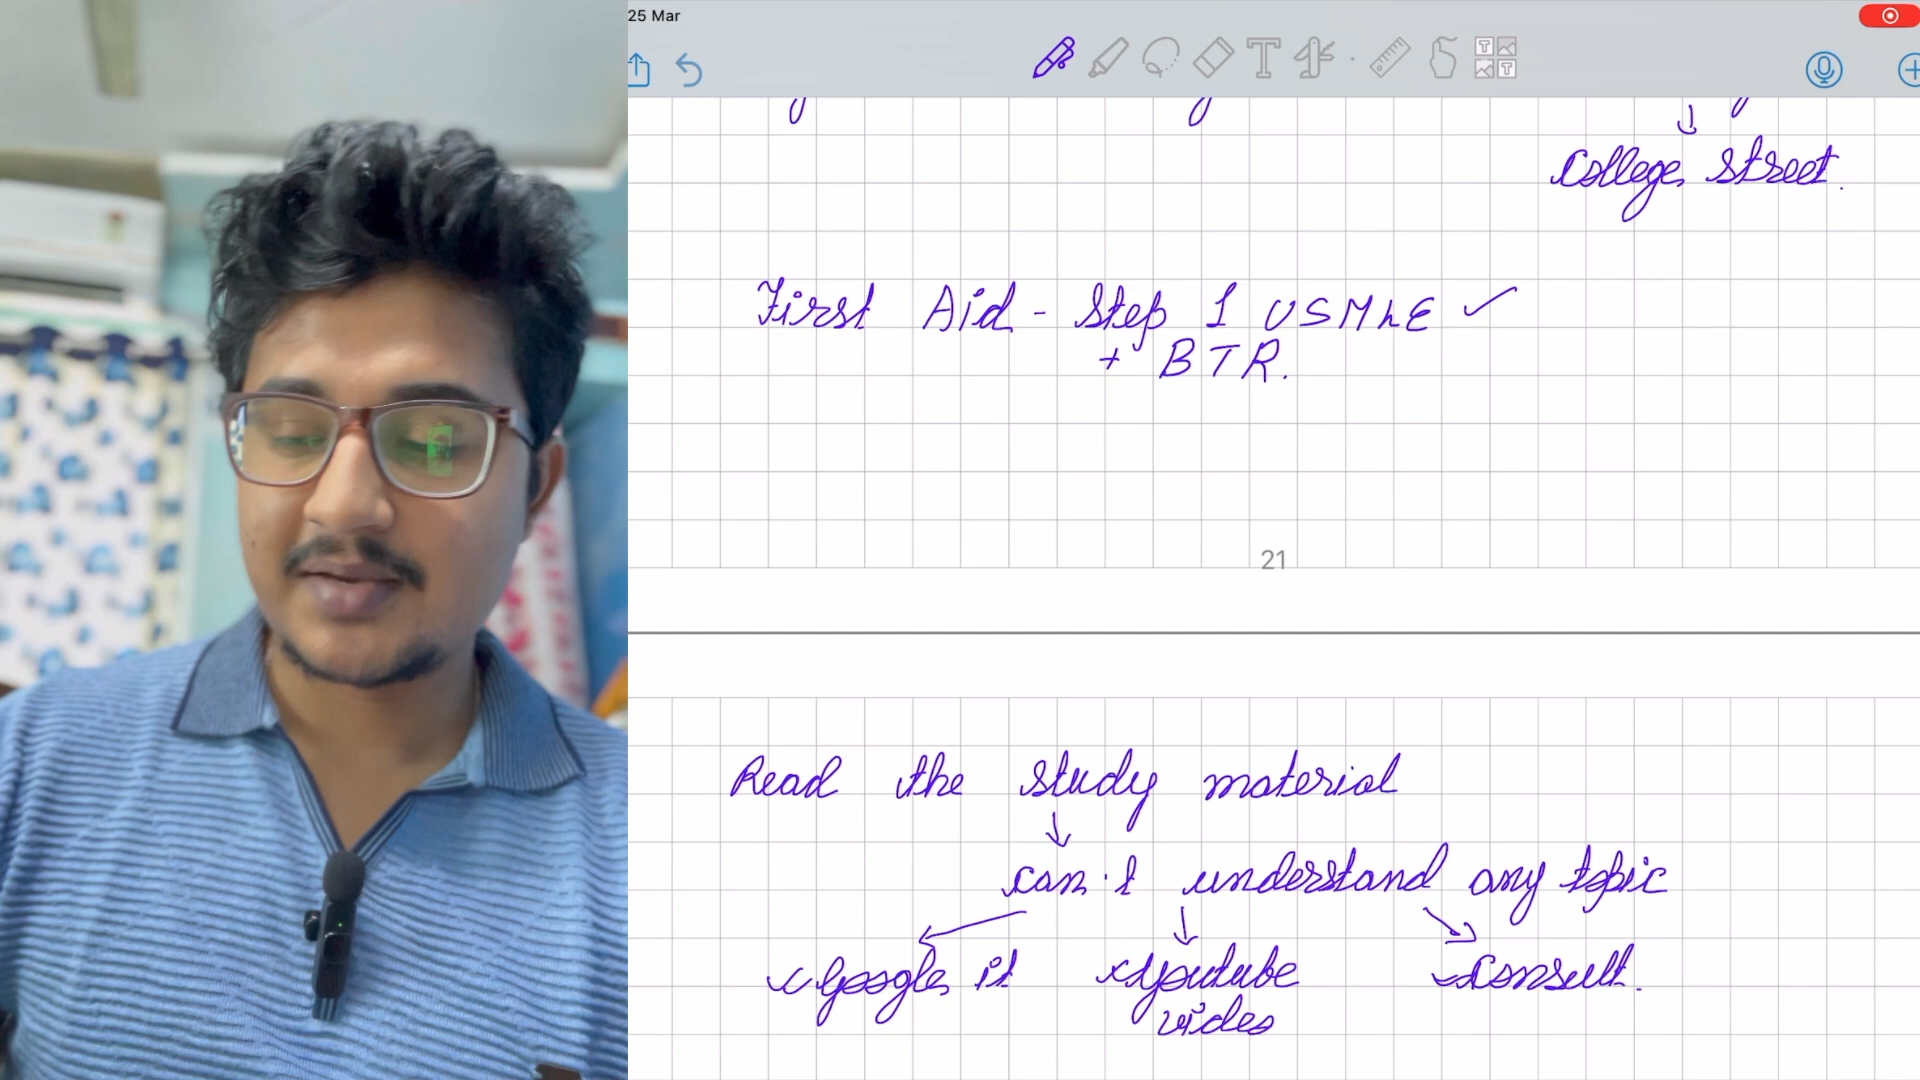 25 Mar
College Street.
First Aid - Step 1 USMLE ✓
+ BTR.
21
Read the study material
↓
can't understand any topic
Google it
Youtube
video
Consult.